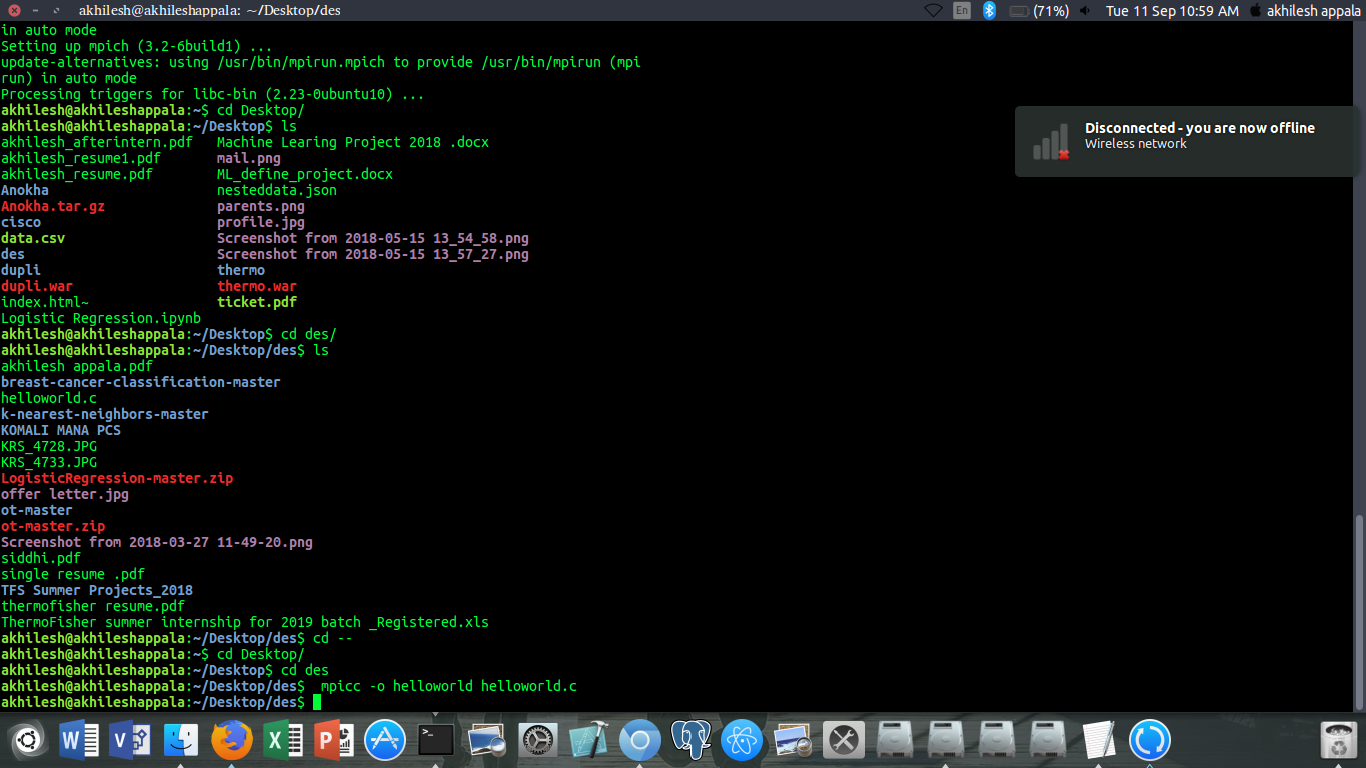 akhilesh@akhileshappala: ~/Desktop/des
En
(71%)
Tue 11 Sep 10:59 AM
akhilesh appala
in auto mode
Setting up mpich (3.2-6build1) ...
update-alternatives: using /usr/bin/mpirun.mpich to provide /usr/bin/mpirun (mpi
run) in auto mode
Processing triggers for libc-bin (2.23-0ubuntu10) ...
akhilesh@akhileshappala:~$ cd Desktop/
akhilesh@akhileshappala:~/Desktop$ ls
akhilesh_afterintern.pdf   Machine Learing Project 2018 .docx
akhilesh_resume1.pdf       mail.png
akhilesh_resume.pdf        ML_define_project.docx
Anokha                     nesteddata.json
Anokha.tar.gz              parents.png
cisco                      profile.jpg
data.csv                   Screenshot from 2018-05-15 13_54_58.png
des                        Screenshot from 2018-05-15 13_57_27.png
dupli                      thermo
dupli.war                  thermo.war
index.html~                ticket.pdf
Logistic Regression.ipynb
akhilesh@akhileshappala:~/Desktop$ cd des/
akhilesh@akhileshappala:~/Desktop/des$ ls
akhilesh appala.pdf
breast-cancer-classification-master
helloworld.c
k-nearest-neighbors-master
KOMALI MANA PCS
KRS_4728.JPG
KRS_4733.JPG
LogisticRegression-master.zip
offer letter.jpg
ot-master
ot-master.zip
Screenshot from 2018-03-27 11-49-20.png
siddhi.pdf
single resume .pdf
TFS Summer Projects_2018
thermofisher resume.pdf
ThermoFisher summer internship for 2019 batch _Registered.xls
akhilesh@akhileshappala:~/Desktop/des$ cd --
akhilesh@akhileshappala:~$ cd Desktop/
akhilesh@akhileshappala:~/Desktop$ cd des
akhilesh@akhileshappala:~/Desktop/des$  mpicc -o helloworld helloworld.c
akhilesh@akhileshappala:~/Desktop/des$
Disconnected - you are now offline
Wireless network
W
V
X
P
>_